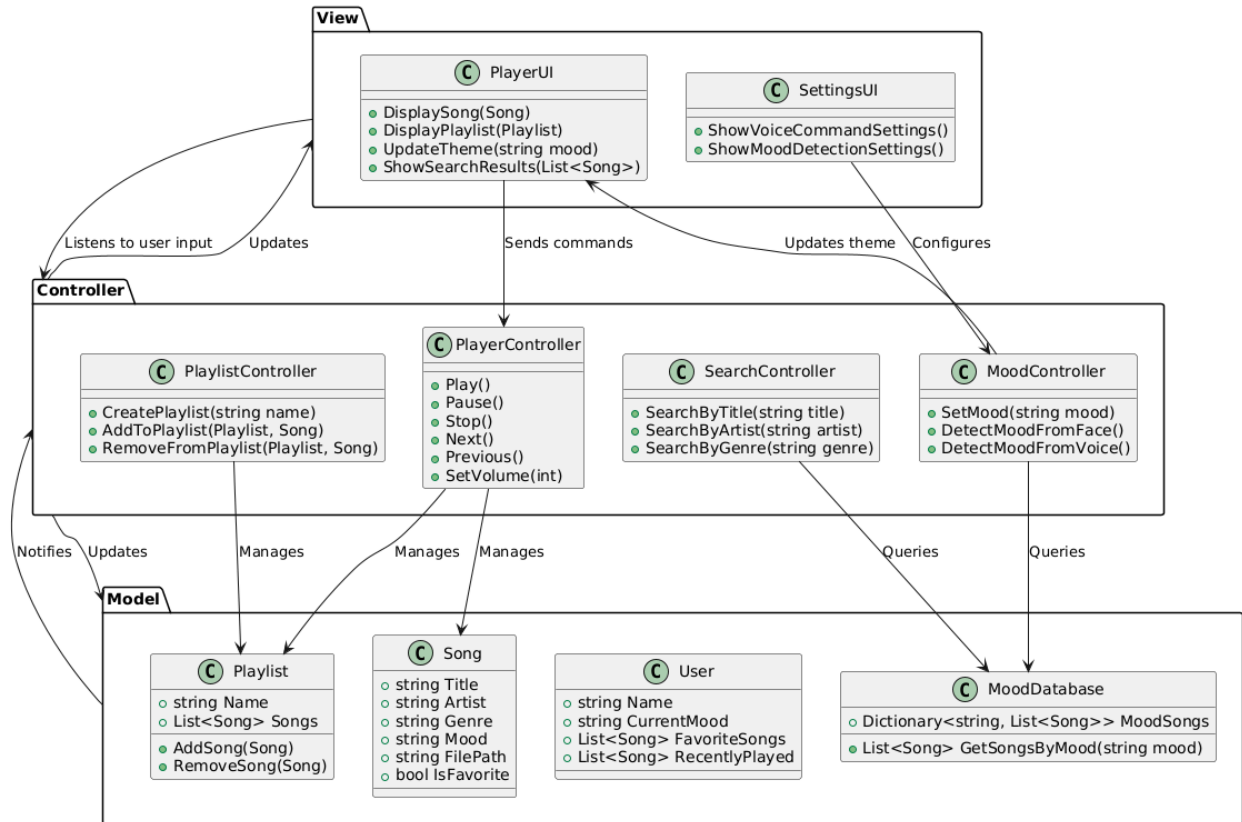 View
C PlayerUI
DisplaySong(Song)
DisplayPlaylist(Playlist)
UpdateTheme(string mood)
ShowSearchResults(List<Song>)
C SettingsUI
ShowVoiceCommandSettings()
ShowMoodDetectionSettings()
Listens to user input
Updates
Sends commands
Updates theme
Configures
Controller
C PlaylistController
CreatePlaylist(string name)
AddToPlaylist(Playlist, Song)
RemoveFromPlaylist(Playlist, Song)
C PlayerController
Play()
Pause()
Stop()
Next()
Previous()
SetVolume(int)
C SearchController
SearchByTitle(string title)
SearchByArtist(string artist)
SearchByGenre(string genre)
C MoodController
SetMood(string mood)
DetectMoodFromFace()
DetectMoodFromVoice()
Notifies
Updates
Manages
Manages
Manages
Queries
Queries
Model
C Playlist
string Name
List<Song> Songs
AddSong(Song)
RemoveSong(Song)
C Song
string Title
string Artist
string Genre
string Mood
string FilePath
bool IsFavorite
C User
string Name
string CurrentMood
List<Song> FavoriteSongs
List<Song> RecentlyPlayed
C MoodDatabase
Dictionary<string, List<Song>> MoodSongs
List<Song> GetSongsByMood(string mood)